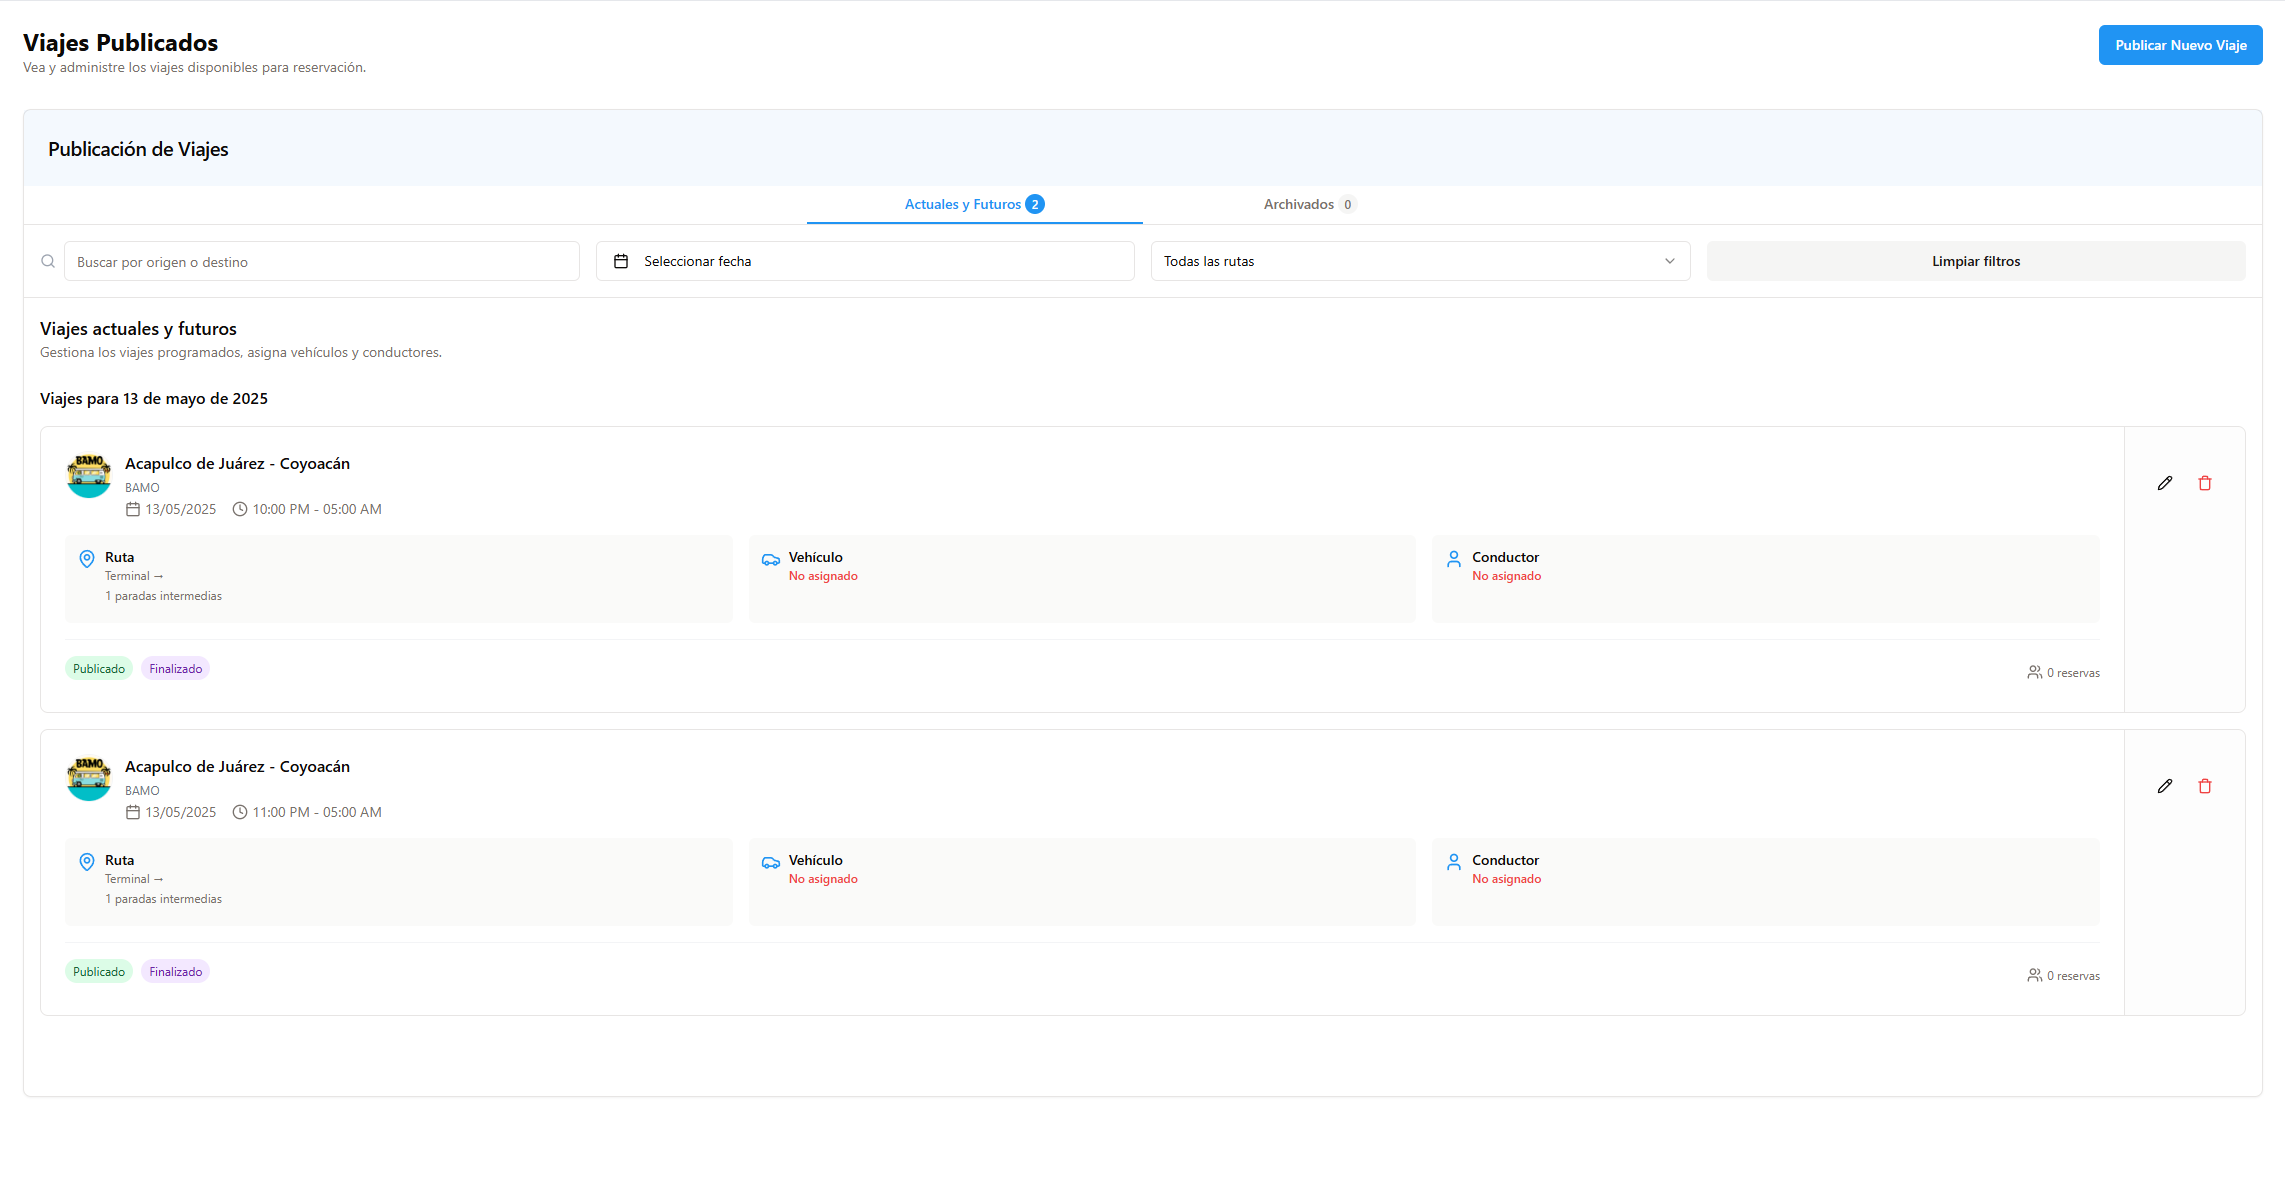 Viajes Publicados
Vea y administre los viajes disponibles para reservación.
Publicar Nuevo Viaje
Publicación de Viajes
Actuales y Futuros 2
Archivados 0
Buscar por origen o destino
Seleccionar fecha
Todas las rutas
Limpiar filtros
Viajes actuales y futuros
Gestiona los viajes programados, asigna vehículos y conductores.
Viajes para 13 de mayo de 2025
BAMO
Acapulco de Juárez - Coyoacán
BAMO
13/05/2025 10:00 PM - 05:00 AM
Ruta
Terminal →
1 paradas intermedias
Vehículo
No asignado
Conductor
No asignado
Publicado Finalizado
0 reservas
BAMO
Acapulco de Juárez - Coyoacán
BAMO
13/05/2025 11:00 PM - 05:00 AM
Ruta
Terminal →
1 paradas intermedias
Vehículo
No asignado
Conductor
No asignado
Publicado Finalizado
0 reservas